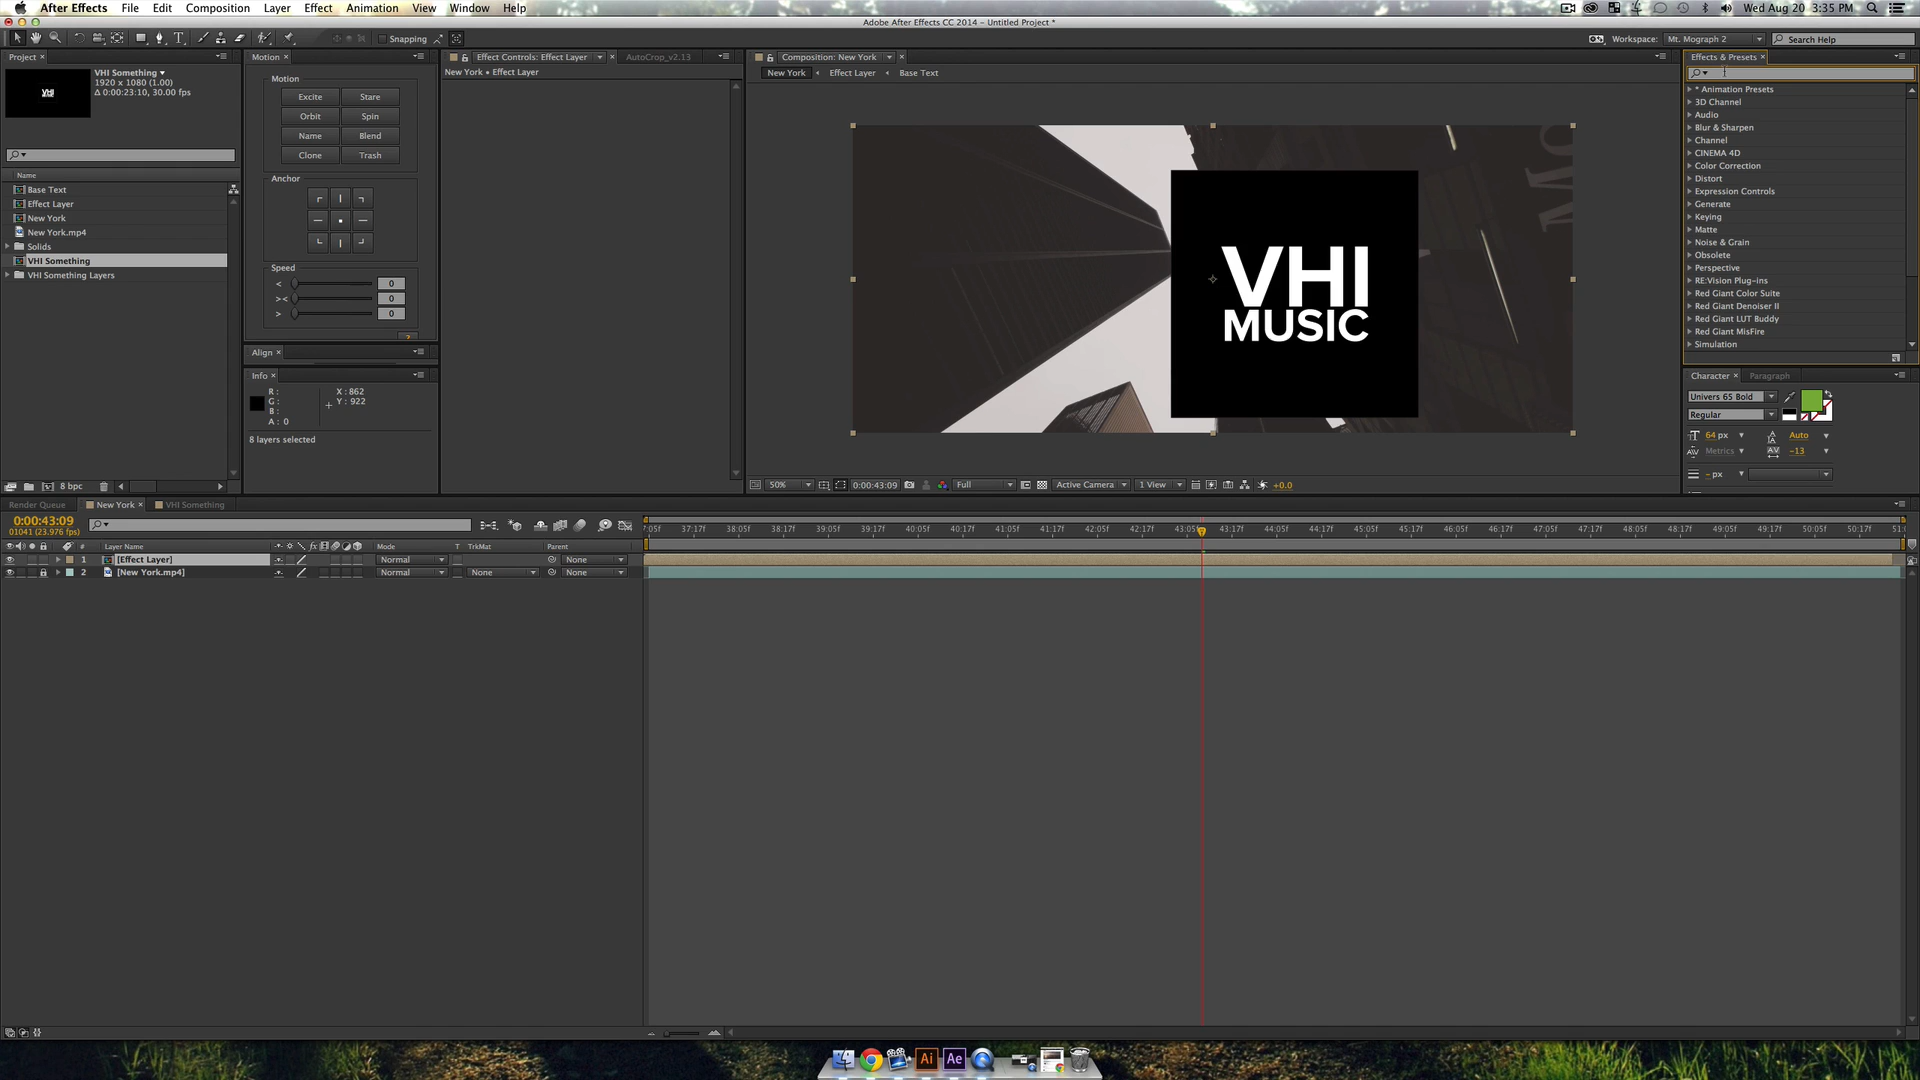 After Effects File Edit Composition Layer Effect Animation View Window Help
Wed Aug 20 3:35 PM
Adobe After Effects CC 2014 - Untitled Project *
Snapping
Workspace: Mt. Mograph 2
Search Help
Project ×
VHI Something
1920 x 1080 (1.00)
Δ 0:00:23:10, 30.00 fps
Name
Base Text
Effect Layer
New York
New York.mp4
Solids
VHI Something
VHI Something Layers
8 bpc
Motion ×
Motion
Excite Stare
Orbit Spin
Name Blend
Clone Trash
Anchor
Speed
< 0
>< 0
> 0
?
Align ×
Info ×
R :
G :
B :
A : 0
X : 862
Y : 922
8 layers selected
Effect Controls: Effect Layer × AutoCrop_v2.13
New York • Effect Layer
Composition: New York ×
New York Effect Layer Base Text
VHI
MUSIC
50% 0:00:43:09 Full Active Camera 1 View +0.0
Effects & Presets ×
* Animation Presets
3D Channel
Audio
Blur & Sharpen
Channel
CINEMA 4D
Color Correction
Distort
Expression Controls
Generate
Keying
Matte
Noise & Grain
Obsolete
Perspective
RE:Vision Plug-ins
Red Giant Color Suite
Red Giant Denoiser II
Red Giant LUT Buddy
Red Giant MisFire
Simulation
Character × Paragraph
Univers 65 Bold
Regular
64 px Auto
Metrics -13
- px
Render Queue New York × VHI Something
0:00:43:09
01041 (23.976 fps)
# Layer Name Mode T TrkMat Parent
1 [Effect Layer] Normal None
2 [New York.mp4] Normal None None
7:05f 37:17f 38:05f 38:17f 39:05f 39:17f 40:05f 40:17f 41:05f 41:17f 42:05f 42:17f 43:05f 43:17f 44:05f 44:17f 45:05f 45:17f 46:05f 46:17f 47:05f 47:17f 48:05f 48:17f 49:05f 49:17f 50:05f 50:17f 51:0
Ai Ae